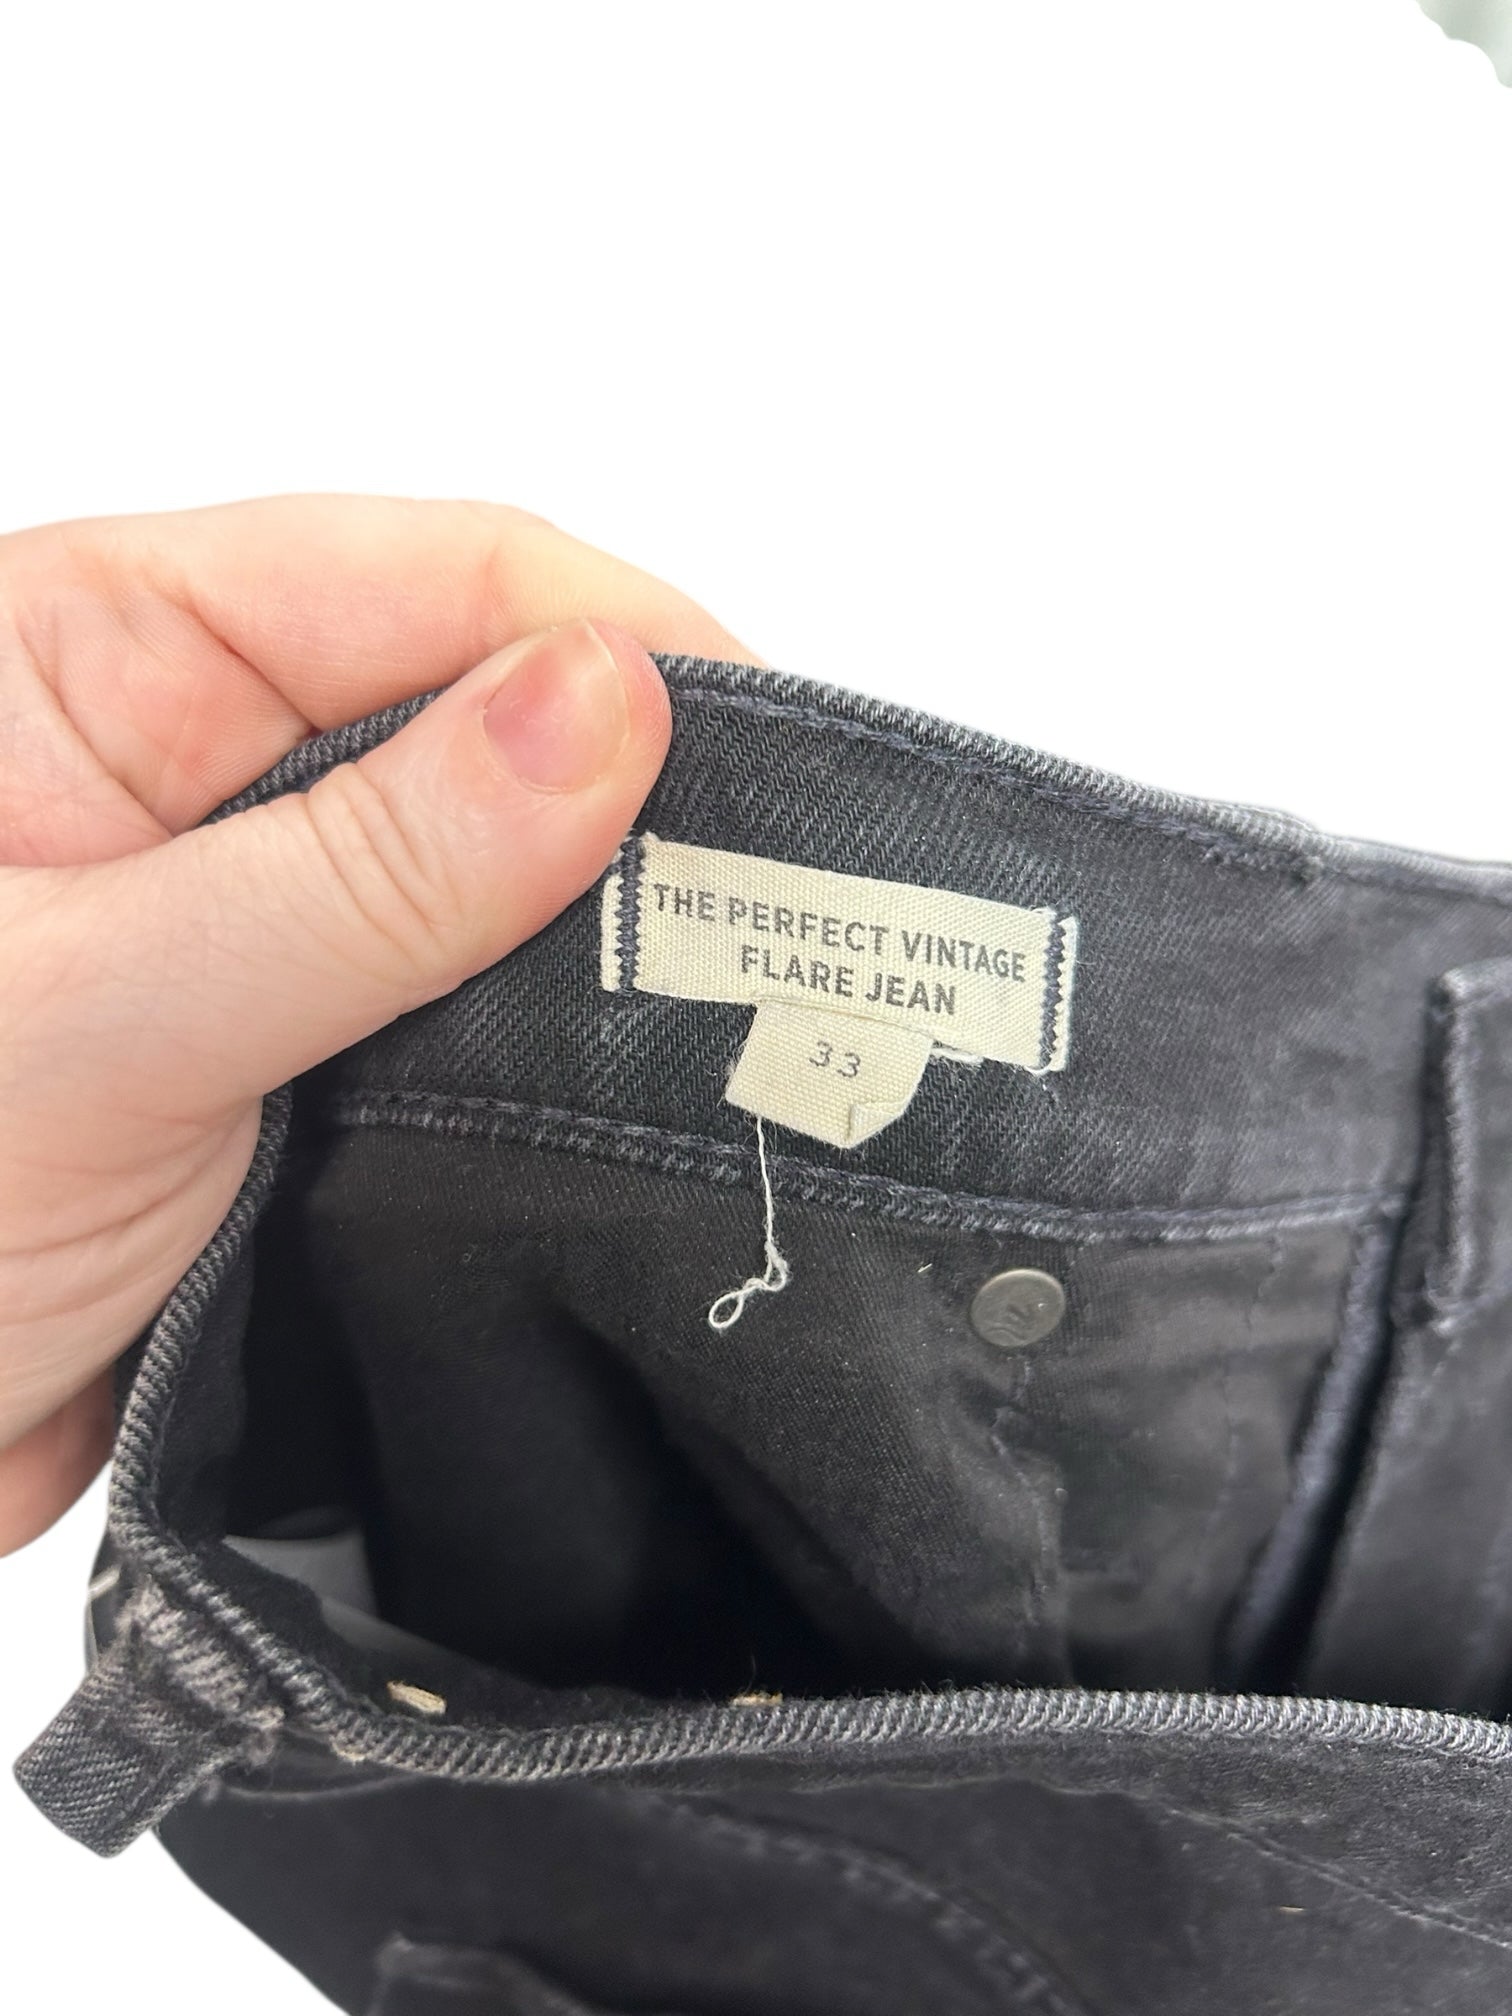 THE PERFECT VINTAGE
FLARE JEAN
33